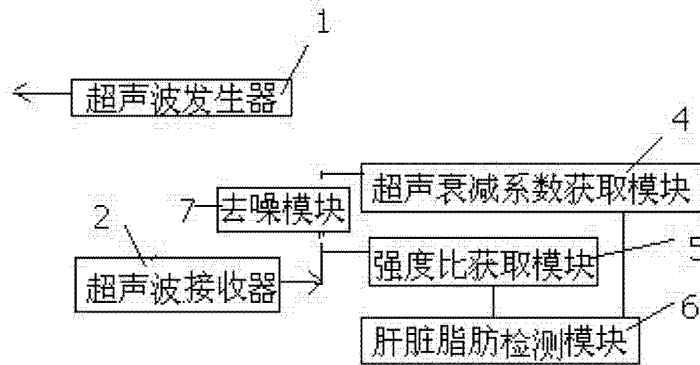 1
超声波发生器
4
超声衰减系数获取模块
7
去噪模块
2
5
强度比获取模块
超声波接收器
6
肝脏脂肪检测模块